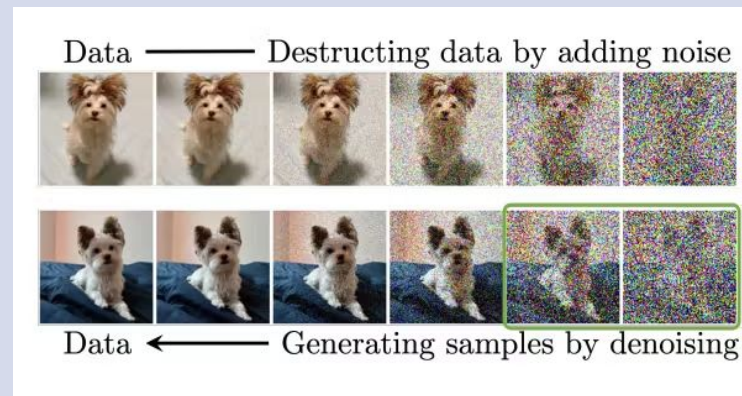 Data Destructing data by adding noise
Data Generating samples by denoising